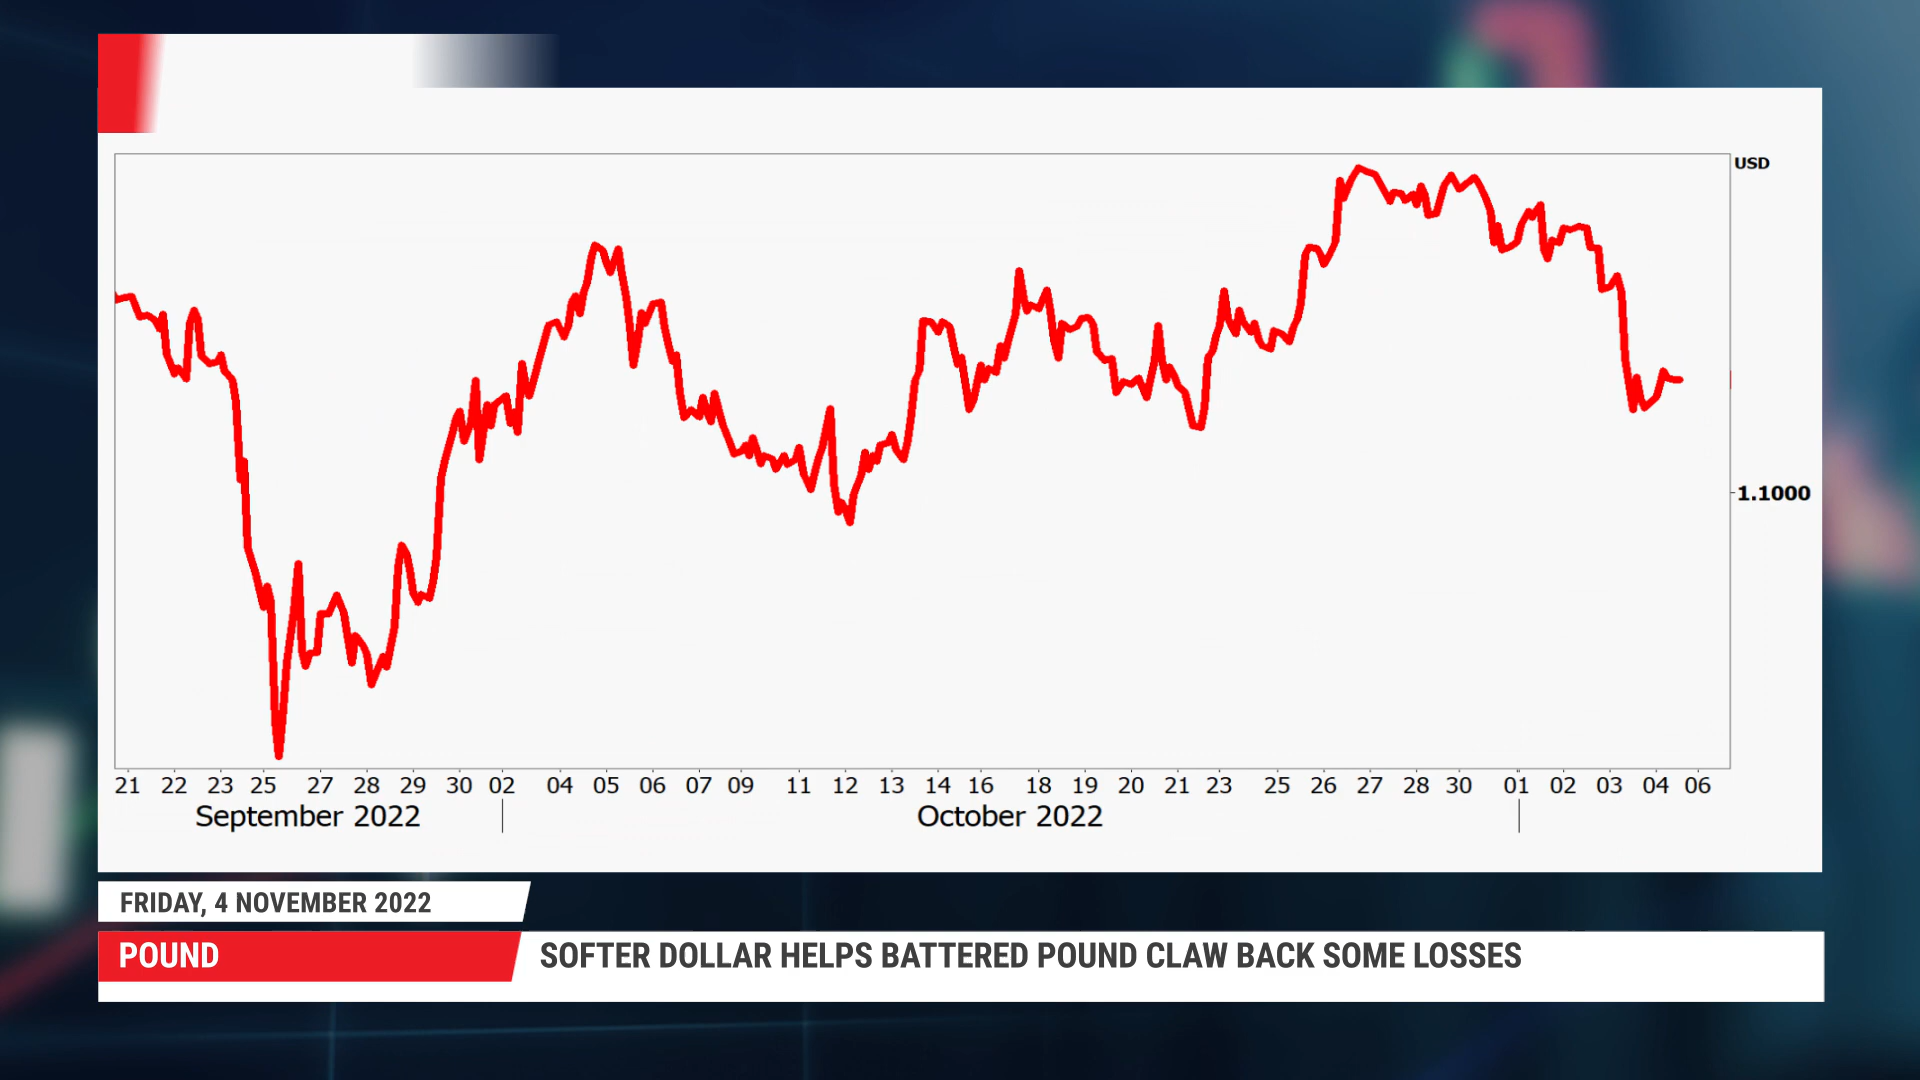 USD
1.1000
21 22 23 25 27 28 29 30 02 04 05 06 07 09 11 12 13 14 16 18 19 20 21 23 25 26 27 28 30 01 02 03 04 06
September 2022 October 2022
FRIDAY, 4 NOVEMBER 2022
POUND SOFTER DOLLAR HELPS BATTERED POUND CLAW BACK SOME LOSSES